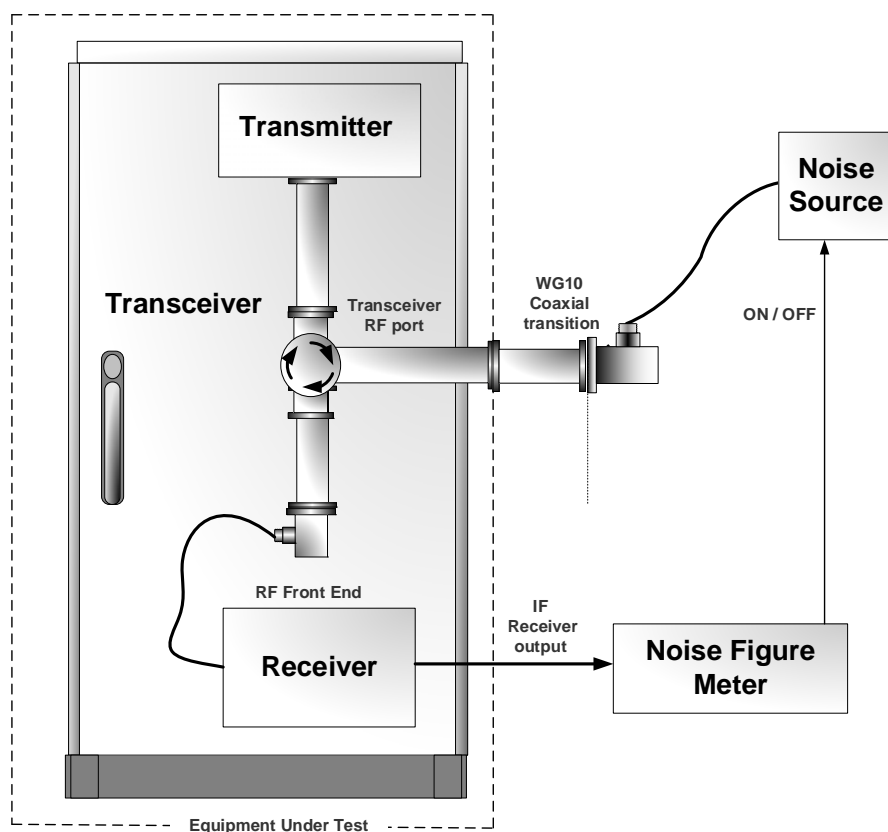 Transmitter
Noise
Source
Transceiver
Transceiver
RF port
WG10
Coaxial
transition
ON / OFF
RF Front End
Receiver
IF
Receiver
output
Noise Figure
Meter
Equipment Under Test